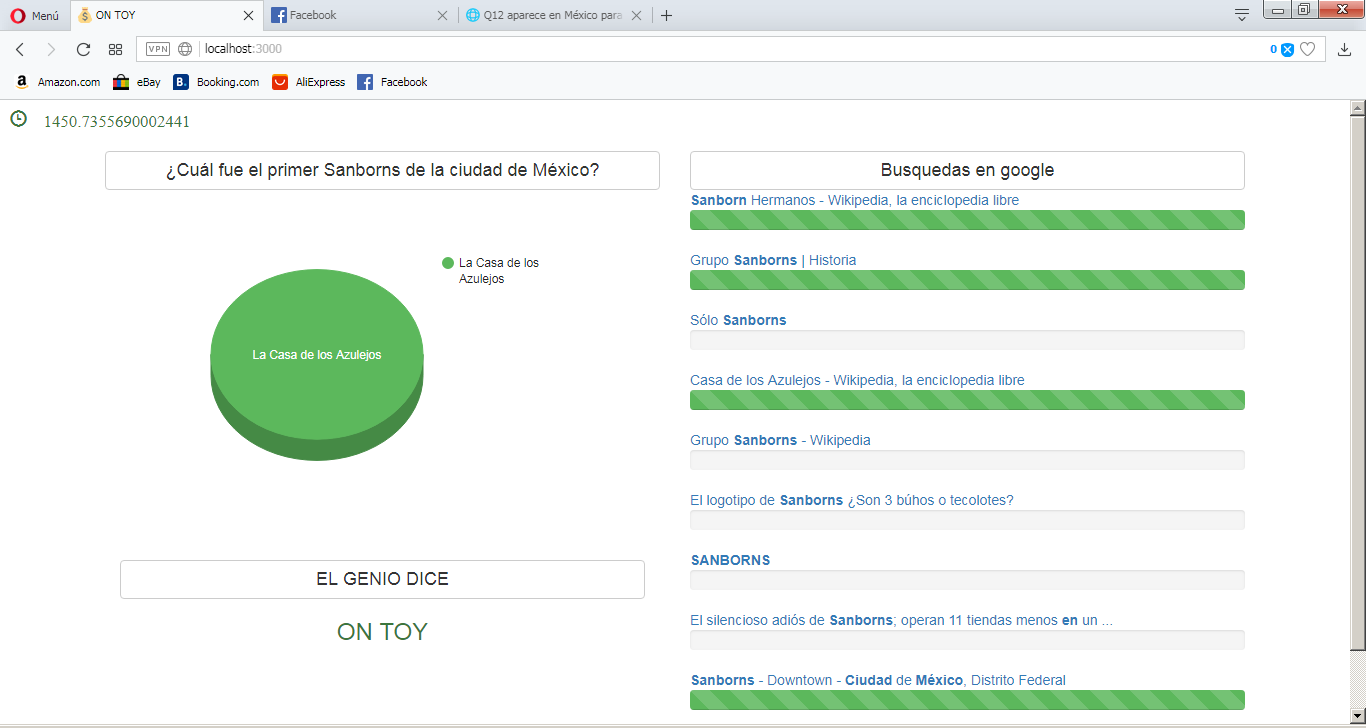 Menú
ON TOY
Facebook
Q12 aparece en México para
VPN
localhost:3000
0
Amazon.com
eBay
Booking.com
AliExpress
Facebook
1450.7355690002441
¿Cuál fue el primer Sanborns de la ciudad de México?
La Casa de los
Azulejos
La Casa de los Azulejos
EL GENIO DICE
ON TOY
Busquedas en google
Sanborn Hermanos - Wikipedia, la enciclopedia libre
Grupo Sanborns | Historia
Sólo Sanborns
Casa de los Azulejos - Wikipedia, la enciclopedia libre
Grupo Sanborns - Wikipedia
El logotipo de Sanborns ¿Son 3 búhos o tecolotes?
SANBORNS
El silencioso adiós de Sanborns; operan 11 tiendas menos en un ...
Sanborns - Downtown - Ciudad de México, Distrito Federal